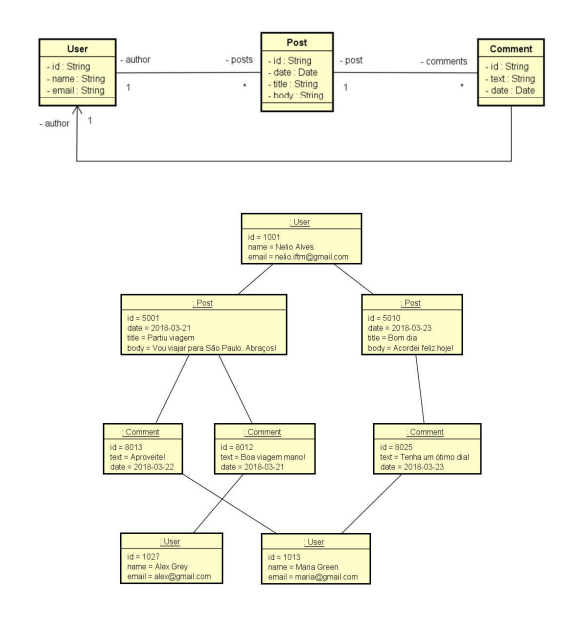 User
- id : String
- name : String
- email : String
- author
1
- posts
*
Post
- id : String
- date : Date
- title : String
- body : String
- post
1
- comments
*
Comment
- id : String
- text : String
- date : Date
- author
1
: User
id = 1001
name = Nelio Alves
email = nelio.iftm@gmail.com
: Post
id = 5001
date = 2018-03-21
title = Partiu viagem
body = Vou viajar para São Paulo. Abraços!
: Post
id = 5010
date = 2018-03-23
title = Bom dia
body = Acordei feliz hoje!
: Comment
id = 8013
text = Aproveite!
date = 2018-03-22
: Comment
id = 8012
text = Boa viagem mano!
date = 2018-03-21
: Comment
id = 8025
text = Tenha um ótimo dia!
date = 2018-03-23
: User
id = 1027
name = Alex Grey
email = alex@gmail.com
: User
id = 1013
name = Maria Green
email = maria@gmail.com